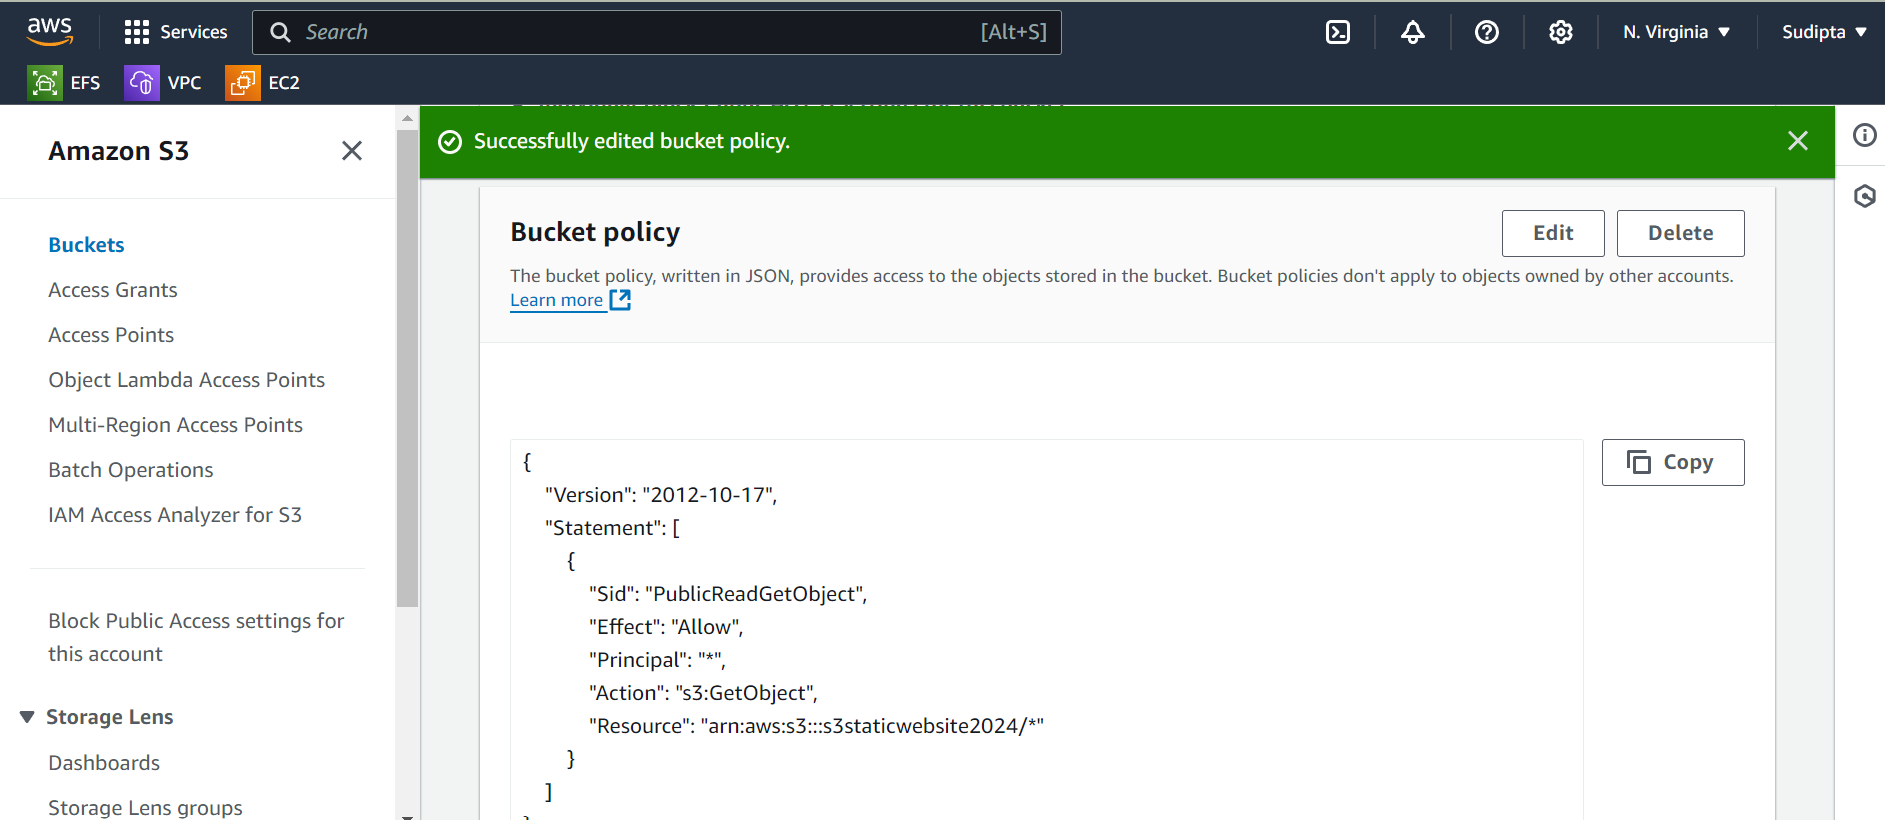 aws
Services
Search
[Alt+S]
N. Virginia
Sudipta
EFS
VPC
EC2
Amazon S3
Buckets
Access Grants
Access Points
Object Lambda Access Points
Multi-Region Access Points
Batch Operations
IAM Access Analyzer for S3
Block Public Access settings for
this account
Storage Lens
Dashboards
Storage Lens groups
Successfully edited bucket policy.
Bucket policy
Edit
Delete
The bucket policy, written in JSON, provides access to the objects stored in the bucket. Bucket policies don't apply to objects owned by other accounts.
Learn more
Copy
{
"Version": "2012-10-17",
"Statement": [
{
"Sid": "PublicReadGetObject",
"Effect": "Allow",
"Principal": "*",
"Action": "s3:GetObject",
"Resource": "arn:aws:s3:::s3staticwebsite2024/*"
}
]